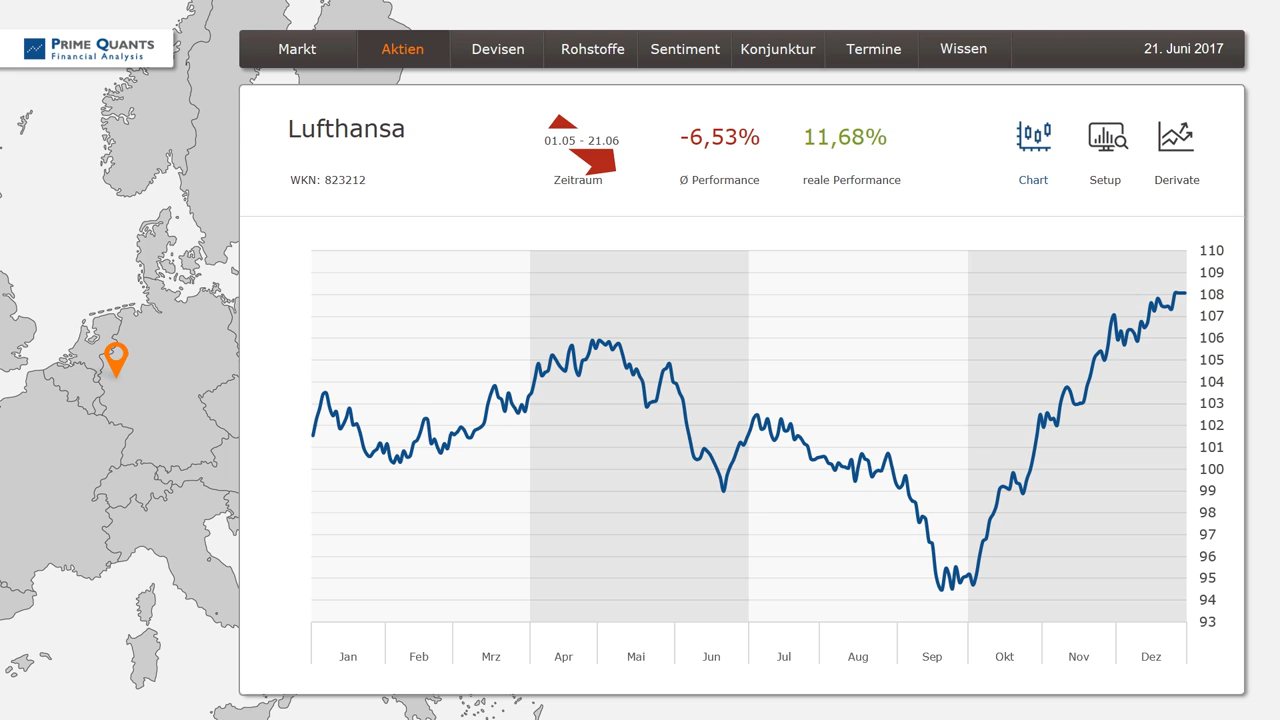 PRIME QUANTS
Financial Analysis
Markt
Aktien
Devisen
Rohstoffe
Sentiment
Konjunktur
Termine
Wissen
21. Juni 2017
Lufthansa
WKN: 823212
01.05 - 21.06
Zeitraum
-6,53%
Ø Performance
11,68%
reale Performance
Chart
Setup
Derivate
110
109
108
107
106
105
104
103
102
101
100
99
98
97
96
95
94
93
Jan
Feb
Mrz
Apr
Mai
Jun
Jul
Aug
Sep
Okt
Nov
Dez